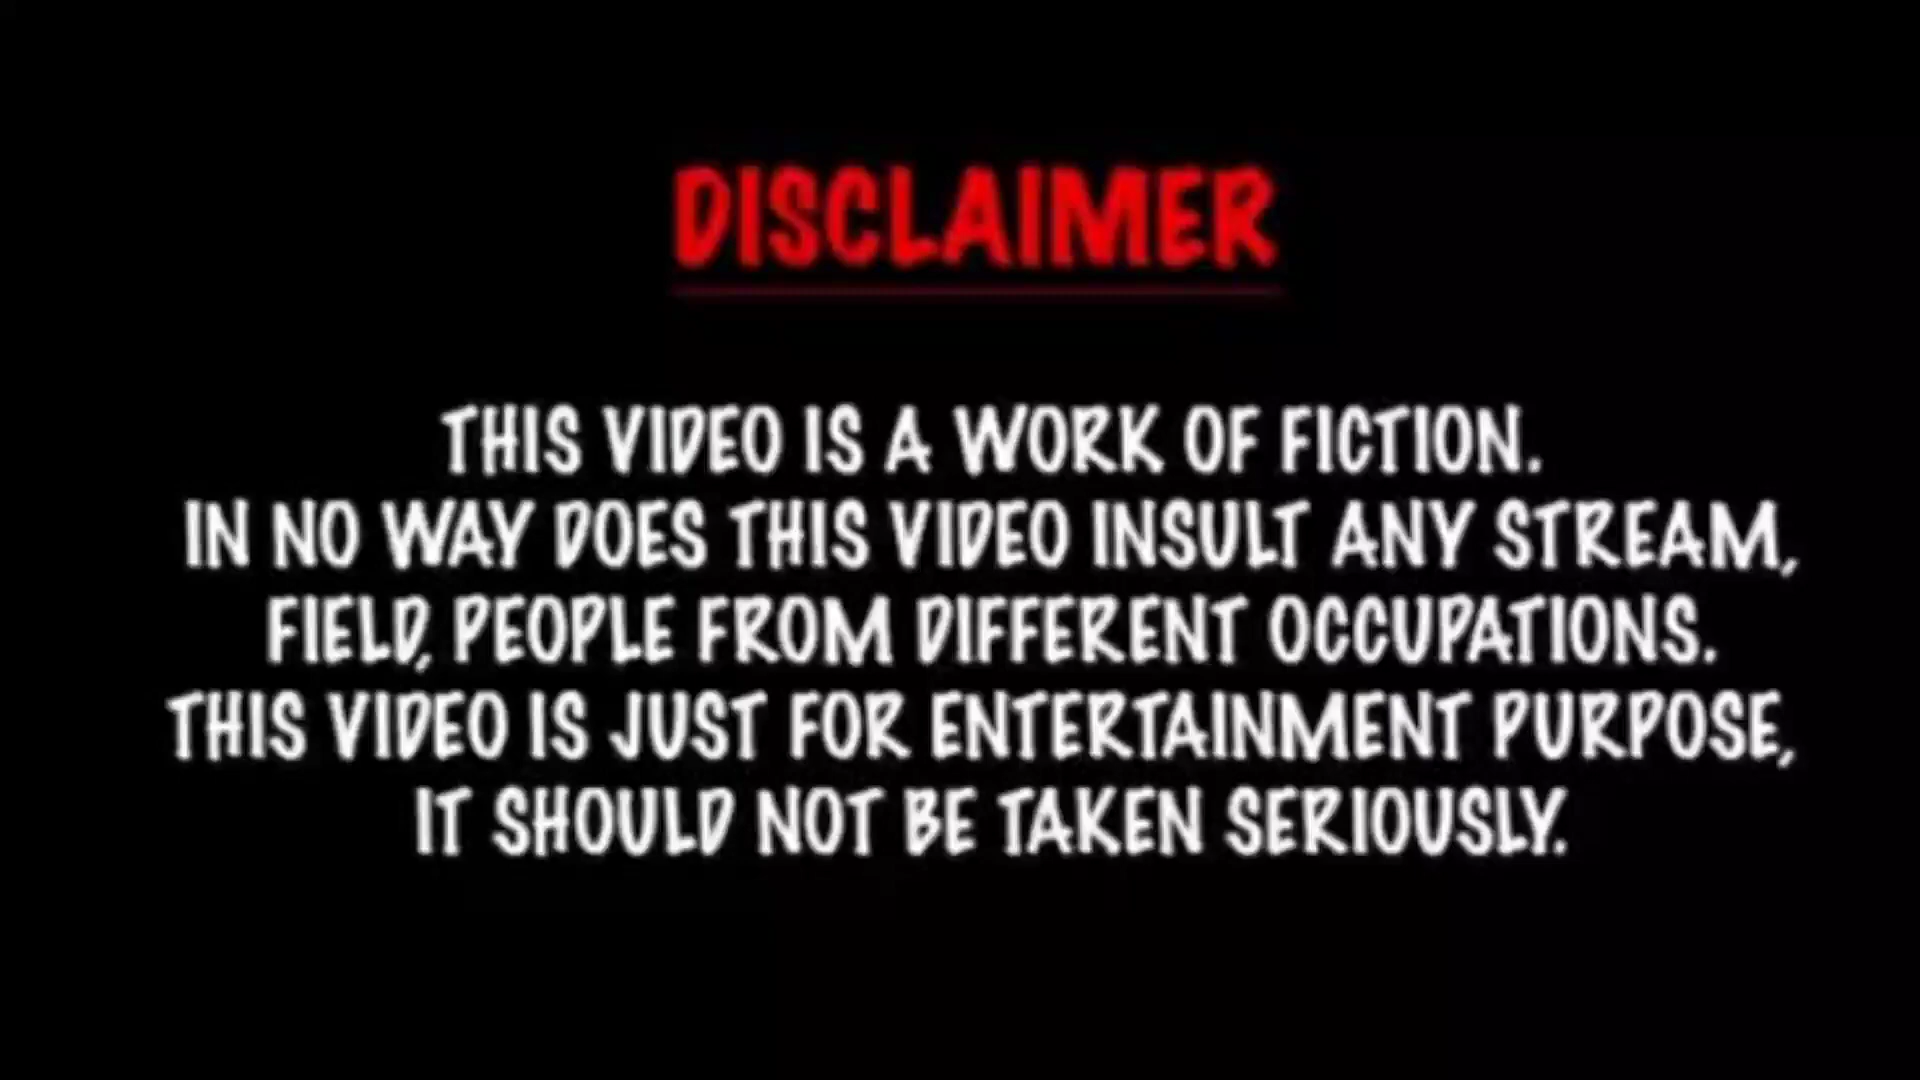 DISCLAIMER
THIS VIDEO IS A WORK OF FICTION.
IN NO WAY DOES THIS VIDEO INSULT ANY STREAM,
FIELD, PEOPLE FROM DIFFERENT OCCUPATIONS.
THIS VIDEO IS JUST FOR ENTERTAINMENT PURPOSE,
IT SHOULD NOT BE TAKEN SERIOUSLY.